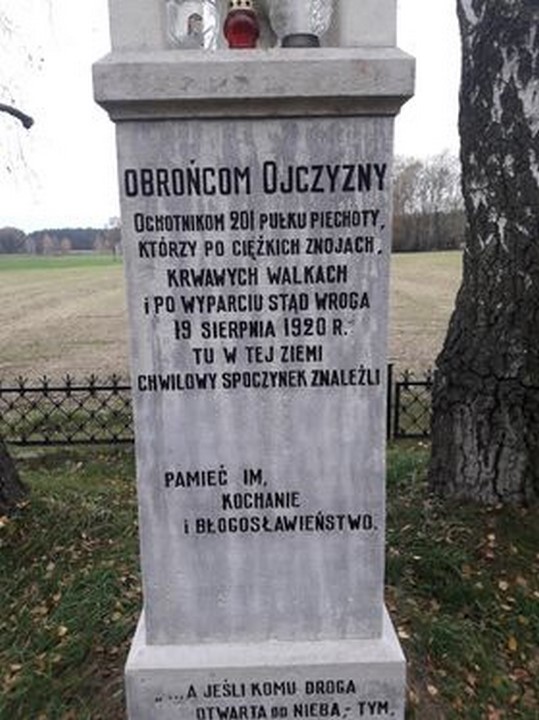 OBROŃCOM OJCZYZNY
OCHOTNIKOM 201 PUŁKU PIECHOTY,
KTÓRZY PO CIĘŻKICH ZNOJACH,
KRWAWYCH WALKACH
i PO WYPARCIU STĄD WROGA
19 SIERPNIA 1920 R.
TU W TEJ ZIEMI
CHWILOWY SPOCZYNEK ZNALEŹLI
PAMIEĆ IM,
KOCHANIE
i BŁOGOSŁAWIEŃSTWO.
„...A JEŚLI KOMU DROGA
OTWARTA DO NIEBA,- TYM,